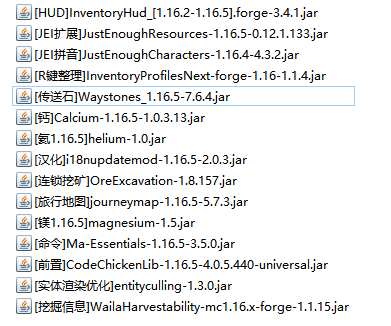 [HUD]InventoryHud_[1.16.2-1.16.5].forge-3.4.1.jar
[JEI扩展]JustEnoughResources-1.16.5-0.12.1.133.jar
[JEI拼音]JustEnoughCharacters-1.16.4-4.3.2.jar
[R键整理]InventoryProfilesNext-forge-1.16-1.1.4.jar
[传送石]Waystones_1.16.5-7.6.4.jar
[钙]Calcium-1.16.5-1.0.3.13.jar
[氦1.16.5]helium-1.0.jar
[汉化]i18nupdatemod-1.16.5-2.0.3.jar
[连锁挖矿]OreExcavation-1.8.157.jar
[旅行地图]journeymap-1.16.5-5.7.3.jar
[镁1.16.5]magnesium-1.5.jar
[命令]Ma-Essentials-1.16.5-3.5.0.jar
[前置]CodeChickenLib-1.16.5-4.0.5.440-universal.jar
[实体渲染优化]entityculling-1.3.0.jar
[挖掘信息]WailaHarvestability-mc1.16.x-forge-1.1.15.jar